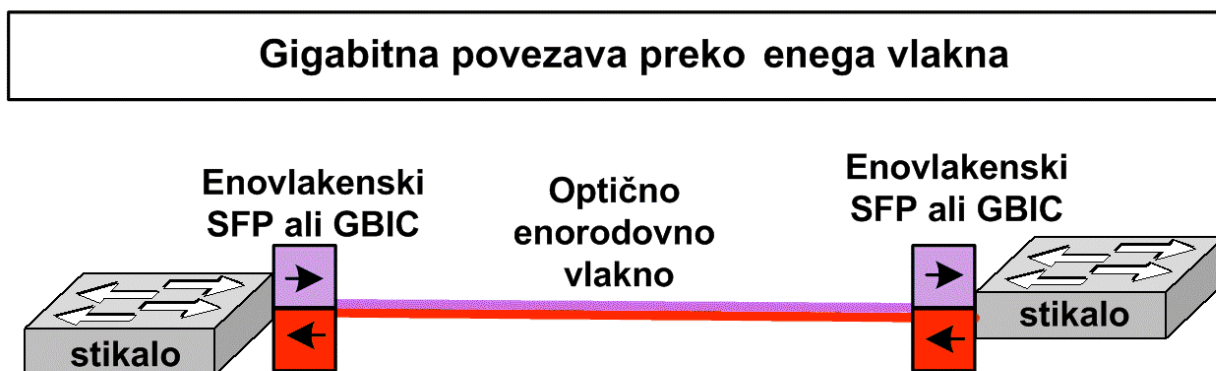 Gigabitna povezava preko enega vlakna
Enovlakenski
SFP ali GBIC
Optično
enorodovno
vlakno
Enovlakenski
SFP ali GBIC
stikalo
stikalo